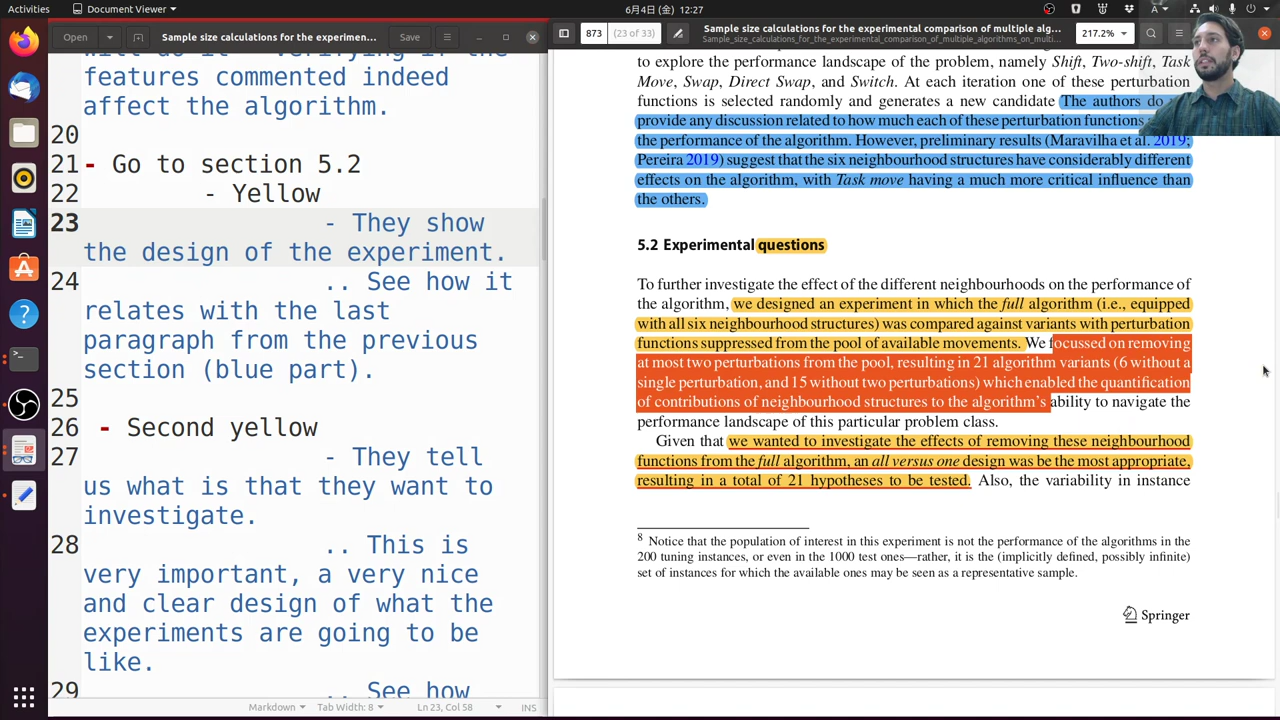 Activities
Document Viewer
6月4日 (金) 12:27
A
Open
Sample size calculations for the experimen...
Save
873
(23 of 33)
Sample_size_calculations_for_the_experimental_comparison_of_multiple_alg...
Sample_size_calculations_for_the_experimental_comparison_of_multiple_algorithms_on_multi...
217.2%
features commented indeed
affect the algorithm.
20
21 - Go to section 5.2
22 - Yellow
23 - They show
the design of the experiment.
24 .. See how it
relates with the last
paragraph from the previous
section (blue part).
25
26 - Second yellow
27 - They tell
us what is that they want to
investigate.
28 .. This is
very important, a very nice
and clear design of what the
experiments are going to be
like.
29 .. See how
Markdown
Tab Width: 8
Ln 23, Col 58
INS
to explore the performance landscape of the problem, namely Shift, Two-shift, Task
Move, Swap, Direct Swap, and Switch. At each iteration one of these perturbation
functions is selected randomly and generates a new candidate The authors do
provide any discussion related to how much each of these perturbation functions
the performance of the algorithm. However, preliminary results (Maravilha et al. 2019;
Pereira 2019) suggest that the six neighbourhood structures have considerably different
effects on the algorithm, with Task move having a much more critical influence than
the others.
5.2 Experimental questions
To further investigate the effect of the different neighbourhoods on the performance of
the algorithm, we designed an experiment in which the full algorithm (i.e., equipped
with all six neighbourhood structures) was compared against variants with perturbation
functions suppressed from the pool of available movements. We focussed on removing
at most two perturbations from the pool, resulting in 21 algorithm variants (6 without a
single perturbation, and 15 without two perturbations) which enabled the quantification
of contributions of neighbourhood structures to the algorithm's ability to navigate the
performance landscape of this particular problem class.
Given that we wanted to investigate the effects of removing these neighbourhood
functions from the full algorithm, an all versus one design was be the most appropriate,
resulting in a total of 21 hypotheses to be tested. Also, the variability in instance
8 Notice that the population of interest in this experiment is not the performance of the algorithms in the
200 tuning instances, or even in the 1000 test ones—rather, it is the (implicitly defined, possibly infinite)
set of instances for which the available ones may be seen as a representative sample.
Springer